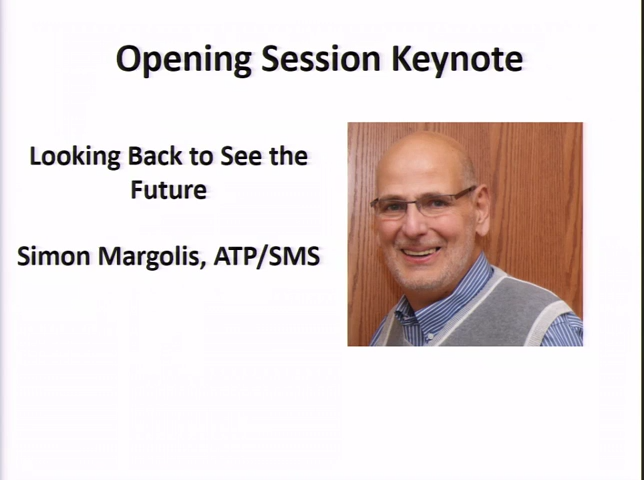 Opening Session Keynote
Looking Back to See the
Future
Simon Margolis, ATP/SMS